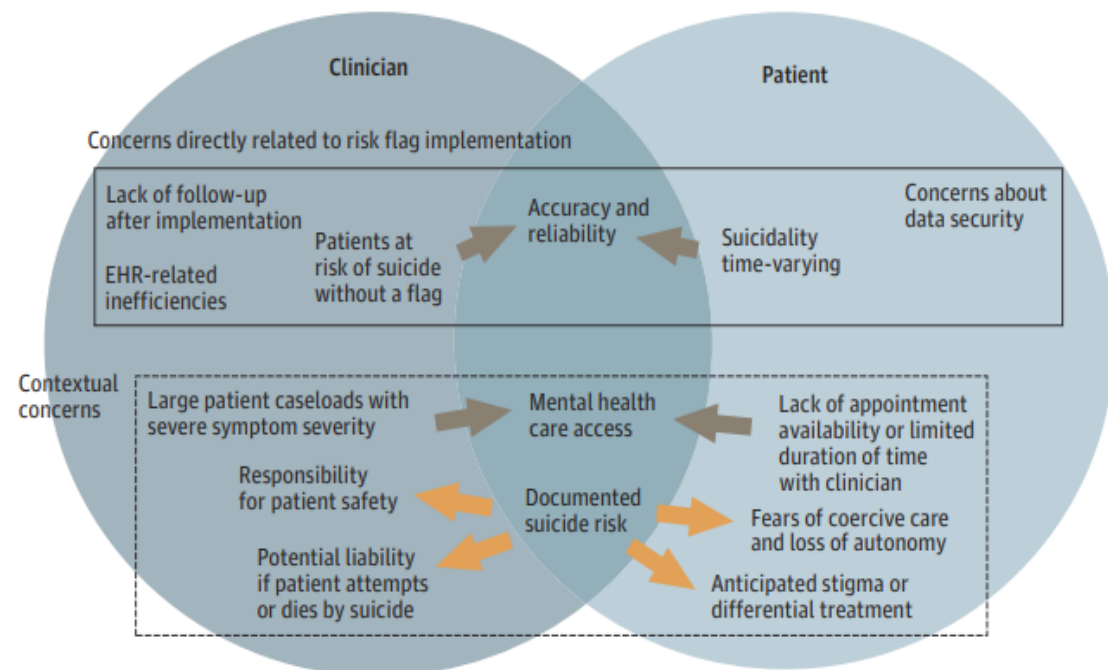 Clinician
Patient
Concerns directly related to risk flag implementation
Lack of follow-up
after implementation
EHR-related
inefficiencies
Patients at
risk of suicide
without a flag
Accuracy and
reliability
Suicidality
time-varying
Concerns about
data security
Contextual
concerns
Large patient caseloads with
severe symptom severity
Mental health
care access
Lack of appointment
availability or limited
duration of time
with clinician
Responsibility
for patient safety
Documented
suicide risk
Fears of coercive care
and loss of autonomy
Potential liability
if patient attempts
or dies by suicide
Anticipated stigma or
differential treatment